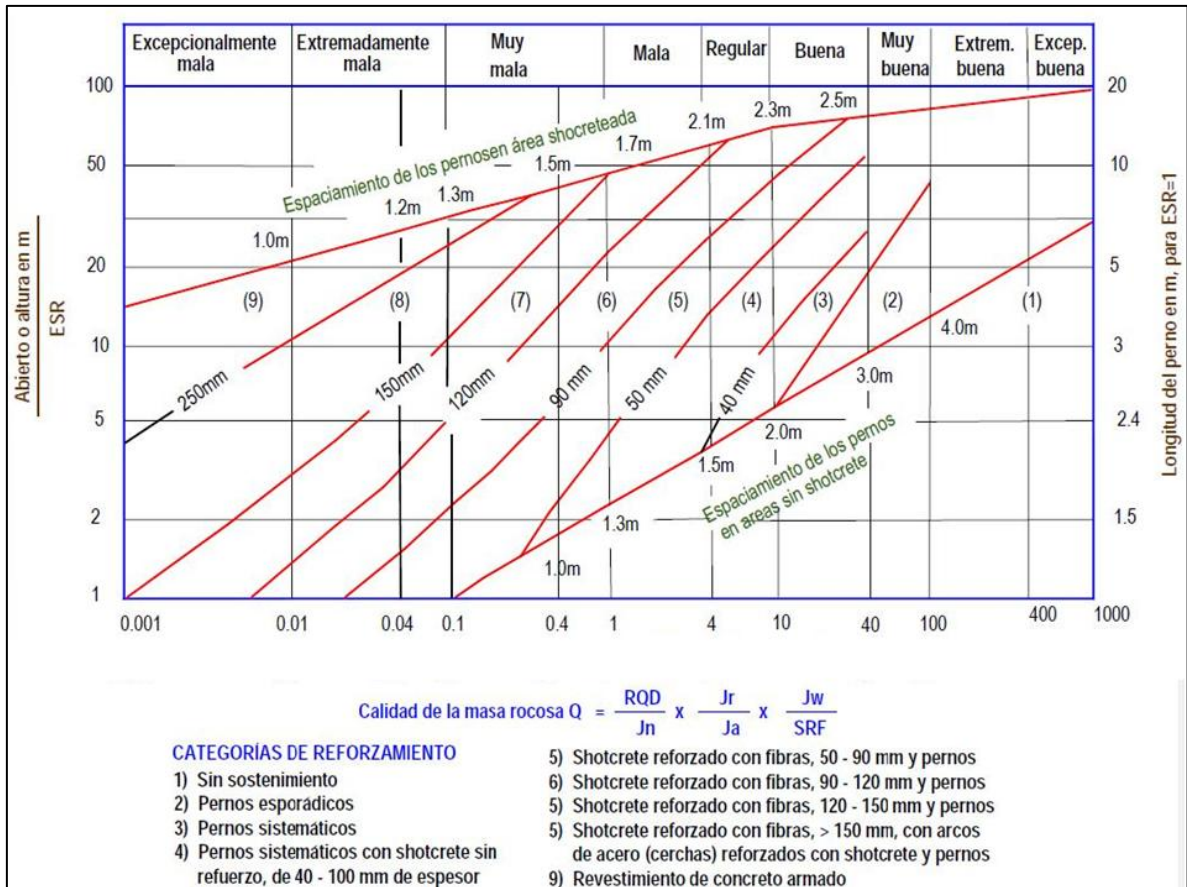 Excepcionalmente mala
Extremadamente mala
Muy mala
Mala
Regular
Buena
Muy buena
Extrem. buena
Excep. buena
100
50
20
10
5
2
1
Abierto o altura en m
ESR
20
10
5
3
2.4
1.5
Longitud del perno en m, para ESR=1
Espaciamiento de los pernosen área shocreteada
1.0m
1.2m
1.3m
1.5m
1.7m
2.1m
2.3m
2.5m
(9)
(8)
(7)
(6)
(5)
(4)
(3)
(2)
(1)
250mm
150mm
120mm
90 mm
50 mm
40 mm
4.0m
3.0m
2.0m
1.5m
1.3m
1.0m
Espaciamiento de los pernos
en areas sin shotcrete
0.001
0.01
0.04
0.1
0.4
1
4
10
40
100
400
1000
Calidad de la masa rocosa Q = RQD / Jn x Jr / Ja x Jw / SRF
CATEGORÍAS DE REFORZAMIENTO
1) Sin sostenimiento
2) Pernos esporádicos
3) Pernos sistemáticos
4) Pernos sistemáticos con shotcrete sin
refuerzo, de 40 - 100 mm de espesor
5) Shotcrete reforzado con fibras, 50 - 90 mm y pernos
6) Shotcrete reforzado con fibras, 90 - 120 mm y pernos
5) Shotcrete reforzado con fibras, 120 - 150 mm y pernos
5) Shotcrete reforzado con fibras, > 150 mm, con arcos
de acero (cerchas) reforzados con shotcrete y pernos
9) Revestimiento de concreto armado